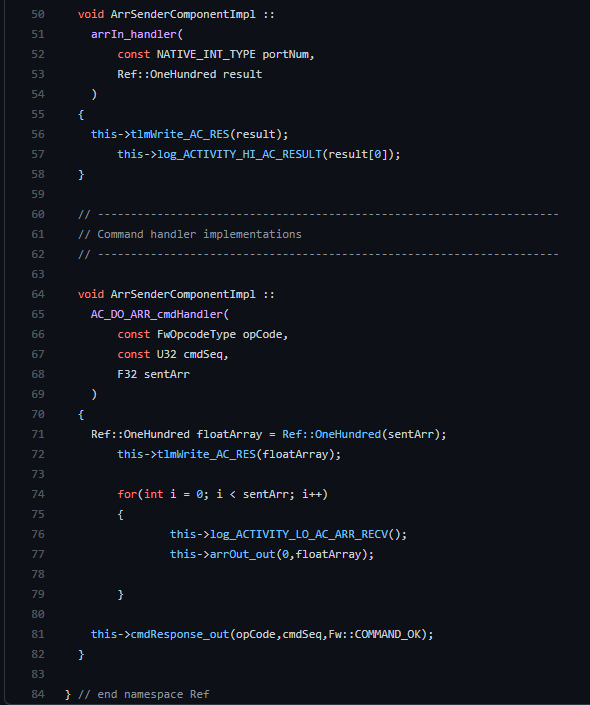 50 void ArrSenderComponentImpl ::
51 arrIn_handler(
52 const NATIVE_INT_TYPE portNum,
53 Ref::OneHundred result
54 )
55 {
56 this->tlmWrite_AC_RES(result);
57 this->log_ACTIVITY_HI_AC_RESULT(result[0]);
58 }
59
60 // ----------------------------------------------------------------------
61 // Command handler implementations
62 // ----------------------------------------------------------------------
63
64 void ArrSenderComponentImpl ::
65 AC_DO_ARR_cmdHandler(
66 const FwOpcodeType opCode,
67 const U32 cmdSeq,
68 F32 sentArr
69 )
70 {
71 Ref::OneHundred floatArray = Ref::OneHundred(sentArr);
72 this->tlmWrite_AC_RES(floatArray);
73
74 for(int i = 0; i < sentArr; i++)
75 {
76 this->log_ACTIVITY_LO_AC_ARR_RECV();
77 this->arrOut_out(0,floatArray);
78
79 }
80
81 this->cmdResponse_out(opCode,cmdSeq,Fw::COMMAND_OK);
82 }
83
84 } // end namespace Ref